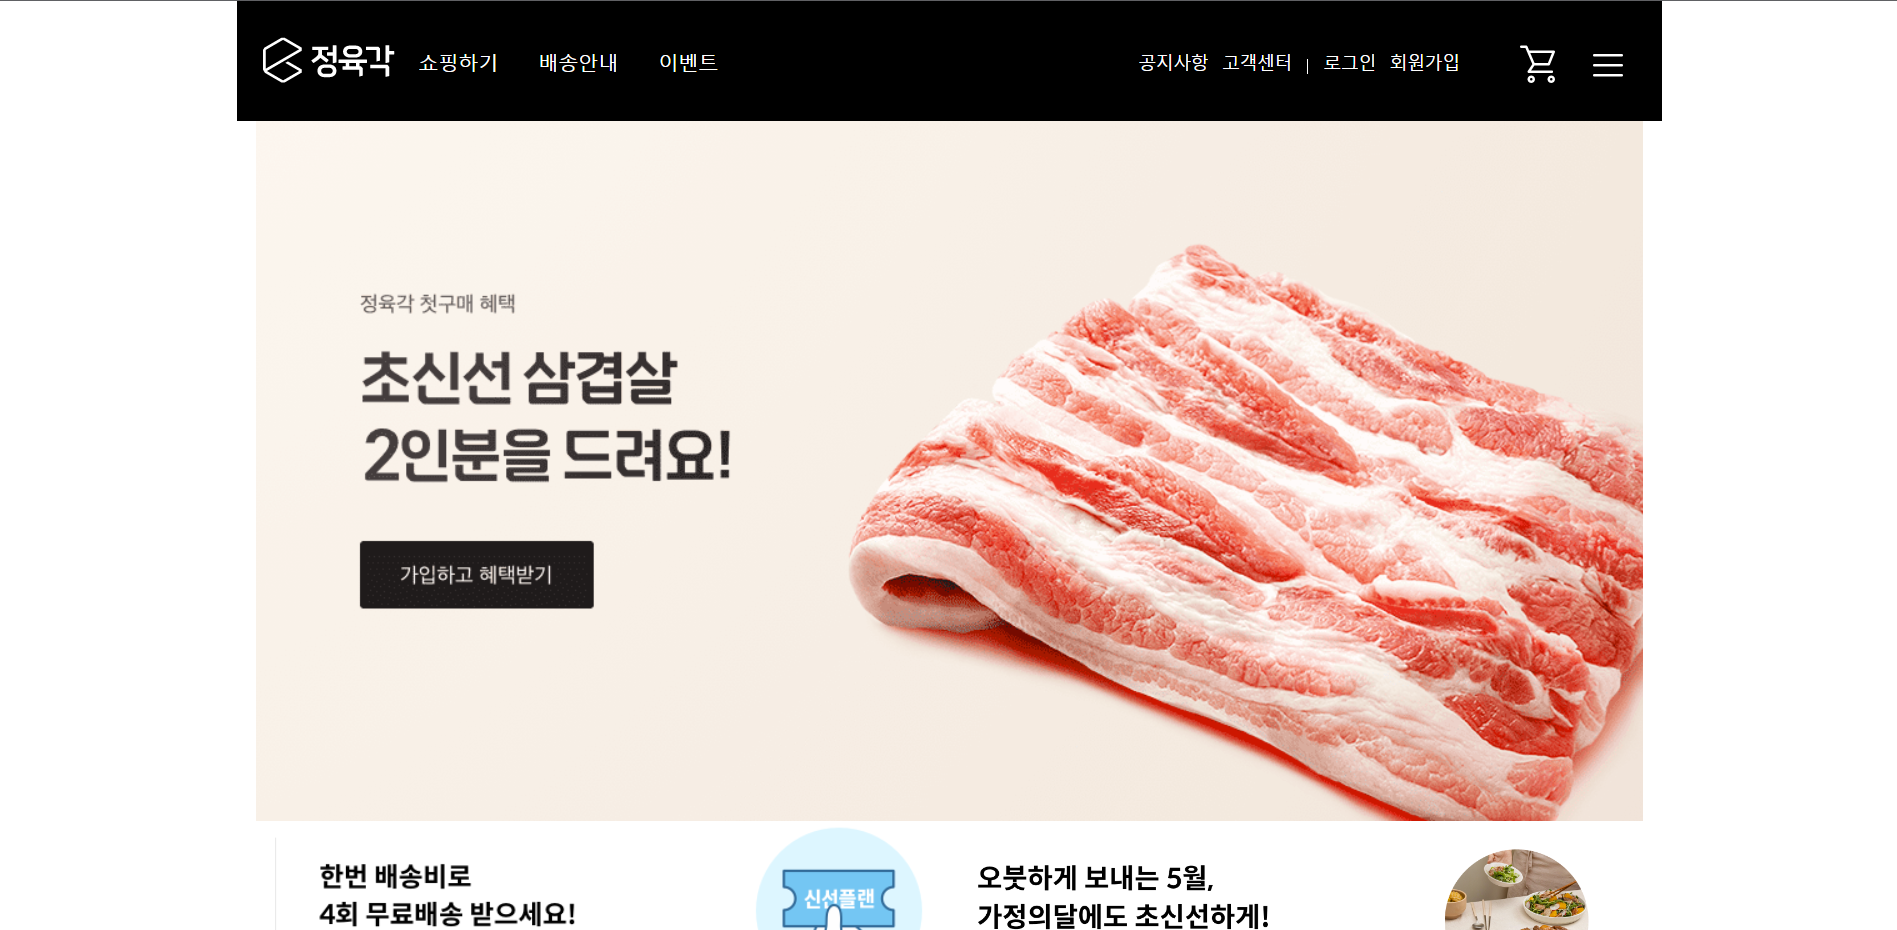 정육각 쇼핑하기 배송안내 이벤트 공지사항 고객센터 | 로그인 회원가입
정육각 첫구매 혜택
초신선 삼겹살
2인분을 드려요!
가입하고 혜택받기
한번 배송비로
4회 무료배송 받으세요!
신선플랜
오붓하게 보내는 5월,
가정의달에도 초신선하게!